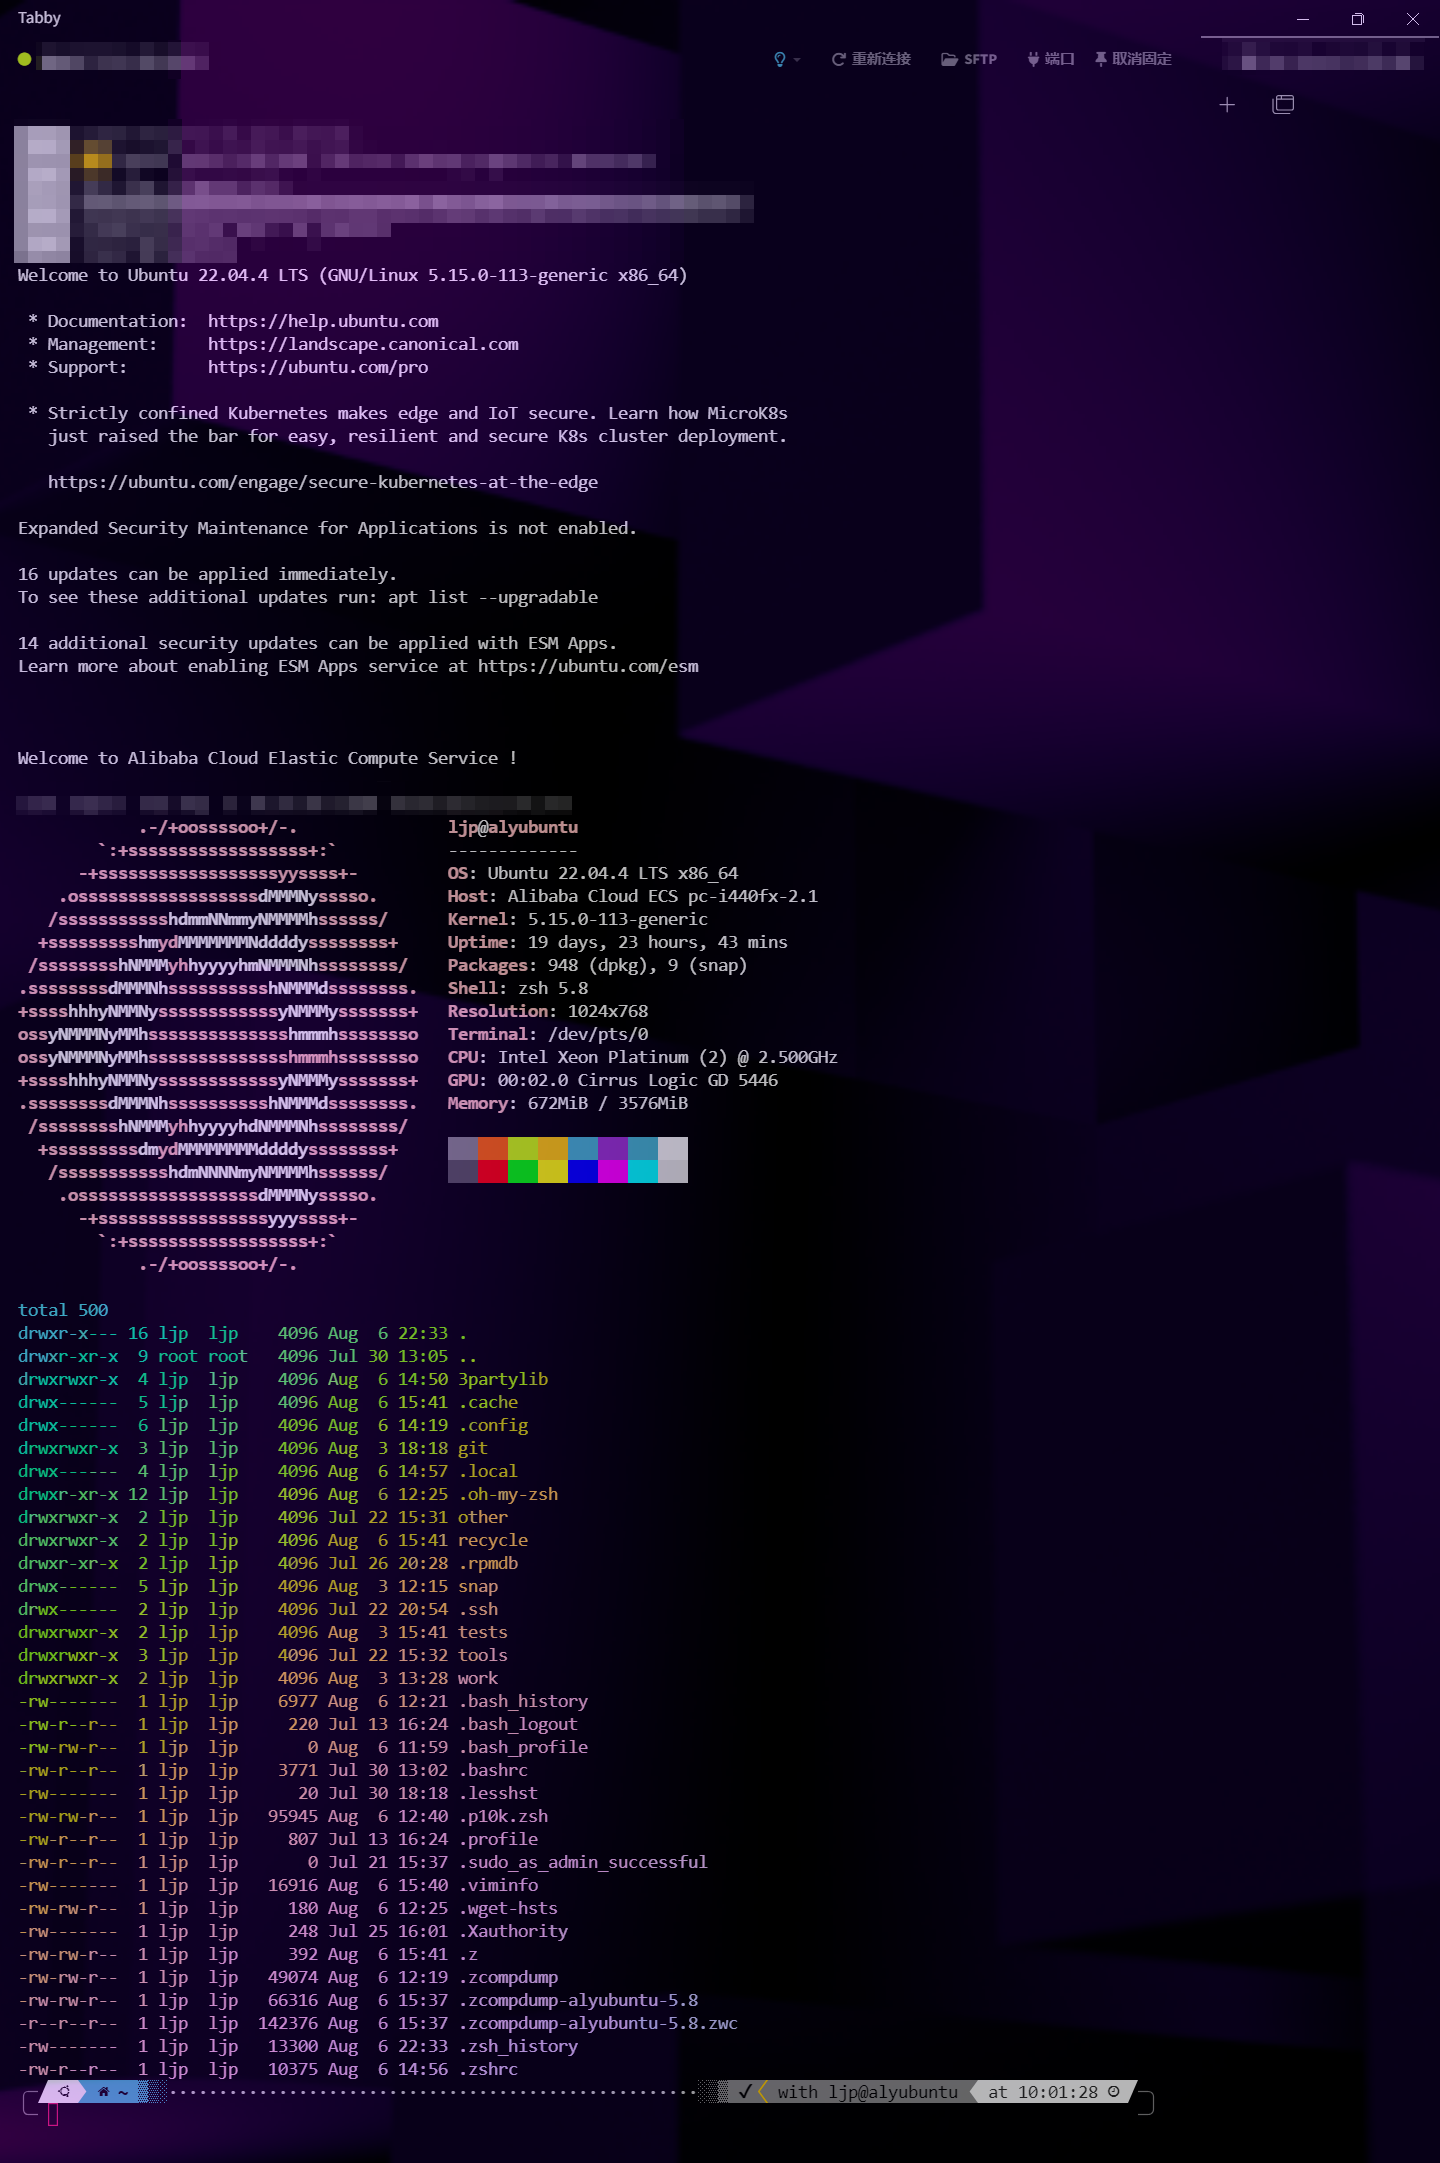 Tabby
重新连接 SFTP 端口 取消固定
Welcome to Ubuntu 22.04.4 LTS (GNU/Linux 5.15.0-113-generic x86_64)
* Documentation:  https://help.ubuntu.com
* Management:     https://landscape.canonical.com
* Support:        https://ubuntu.com/pro
* Strictly confined Kubernetes makes edge and IoT secure. Learn how MicroK8s
just raised the bar for easy, resilient and secure K8s cluster deployment.
https://ubuntu.com/engage/secure-kubernetes-at-the-edge
Expanded Security Maintenance for Applications is not enabled.
16 updates can be applied immediately.
To see these additional updates run: apt list --upgradable
14 additional security updates can be applied with ESM Apps.
Learn more about enabling ESM Apps service at https://ubuntu.com/esm
Welcome to Alibaba Cloud Elastic Compute Service !
            .-/+oossssoo+/-.               ljp@alyubuntu
        `:+ssssssssssssssssss+:`           -------------
      -+ssssssssssssssssssyyssss+-         OS: Ubuntu 22.04.4 LTS x86_64
    .ossssssssssssssssssdMMMNysssso.       Host: Alibaba Cloud ECS pc-i440fx-2.1
   /ssssssssssshdmmNNmmyNMMMMhssssss/      Kernel: 5.15.0-113-generic
  +ssssssssshmydMMMMMMMNddddyssssssss+     Uptime: 19 days, 23 hours, 43 mins
 /sssssssshNMMMyhhyyyyhmNMMMNhssssssss/    Packages: 948 (dpkg), 9 (snap)
.ssssssssdMMMNhsssssssssshNMMMdssssssss.   Shell: zsh 5.8
+sssshhhyNMMNyssssssssssssyNMMMysssssss+   Resolution: 1024x768
ossyNMMMNyMMhsssssssssssssshmmmhssssssso   Terminal: /dev/pts/0
ossyNMMMNyMMhsssssssssssssshmmmhssssssso   CPU: Intel Xeon Platinum (2) @ 2.500GHz
+sssshhhyNMMNyssssssssssssyNMMMysssssss+   GPU: 00:02.0 Cirrus Logic GD 5446
.ssssssssdMMMNhsssssssssshNMMMdssssssss.   Memory: 672MiB / 3576MiB
 /sssssssshNMMMyhhyyyyhdNMMMNhssssssss/
  +sssssssssdmydMMMMMMMMddddyssssssss+
   /ssssssssssshdmNNNNmyNMMMMhssssss/
    .ossssssssssssssssssdMMMNysssso.
      -+sssssssssssssssssyyyssss+-
        `:+ssssssssssssssssss+:`
            .-/+oossssoo+/-.
total 500
drwxr-x--- 16 ljp  ljp    4096 Aug  6 22:33 .
drwxr-xr-x  9 root root   4096 Jul 30 13:05 ..
drwxrwxr-x  4 ljp  ljp    4096 Aug  6 14:50 3partylib
drwx------  5 ljp  ljp    4096 Aug  6 15:41 .cache
drwx------  6 ljp  ljp    4096 Aug  6 14:19 .config
drwxrwxr-x  3 ljp  ljp    4096 Aug  3 18:18 git
drwx------  4 ljp  ljp    4096 Aug  6 14:57 .local
drwxr-xr-x 12 ljp  ljp    4096 Aug  6 12:25 .oh-my-zsh
drwxrwxr-x  2 ljp  ljp    4096 Jul 22 15:31 other
drwxrwxr-x  2 ljp  ljp    4096 Aug  6 15:41 recycle
drwxr-xr-x  2 ljp  ljp    4096 Jul 26 20:28 .rpmdb
drwx------  5 ljp  ljp    4096 Aug  3 12:15 snap
drwx------  2 ljp  ljp    4096 Jul 22 20:54 .ssh
drwxrwxr-x  2 ljp  ljp    4096 Aug  3 15:41 tests
drwxrwxr-x  3 ljp  ljp    4096 Jul 22 15:32 tools
drwxrwxr-x  2 ljp  ljp    4096 Aug  3 13:28 work
-rw-------  1 ljp  ljp    6977 Aug  6 12:21 .bash_history
-rw-r--r--  1 ljp  ljp     220 Jul 13 16:24 .bash_logout
-rw-rw-r--  1 ljp  ljp       0 Aug  6 11:59 .bash_profile
-rw-r--r--  1 ljp  ljp    3771 Jul 30 13:02 .bashrc
-rw-------  1 ljp  ljp      20 Jul 30 18:18 .lesshst
-rw-rw-r--  1 ljp  ljp   95945 Aug  6 12:40 .p10k.zsh
-rw-r--r--  1 ljp  ljp     807 Jul 13 16:24 .profile
-rw-r--r--  1 ljp  ljp       0 Jul 21 15:37 .sudo_as_admin_successful
-rw-------  1 ljp  ljp   16916 Aug  6 15:40 .viminfo
-rw-rw-r--  1 ljp  ljp     180 Aug  6 12:25 .wget-hsts
-rw-------  1 ljp  ljp     248 Jul 25 16:01 .Xauthority
-rw-rw-r--  1 ljp  ljp     392 Aug  6 15:41 .z
-rw-rw-r--  1 ljp  ljp   49074 Aug  6 12:19 .zcompdump
-rw-rw-r--  1 ljp  ljp   66316 Aug  6 15:37 .zcompdump-alyubuntu-5.8
-r--r--r--  1 ljp  ljp  142376 Aug  6 15:37 .zcompdump-alyubuntu-5.8.zwc
-rw-------  1 ljp  ljp   13300 Aug  6 22:33 .zsh_history
-rw-r--r--  1 ljp  ljp   10375 Aug  6 14:56 .zshrc
~ ✓ with ljp@alyubuntu at 10:01:28